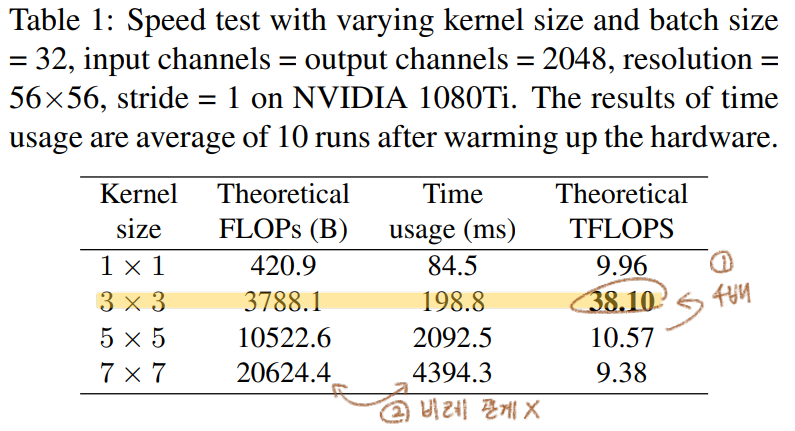 Table 1: Speed test with varying kernel size and batch size
= 32, input channels = output channels = 2048, resolution =
56×56, stride = 1 on NVIDIA 1080Ti. The results of time
usage are average of 10 runs after warming up the hardware.
Kernel Theoretical Time Theoretical
size FLOPs (B) usage (ms) TFLOPS
1 × 1 420.9 84.5 9.96 ①
3 × 3 3788.1 198.8 38.10 4배
5 × 5 10522.6 2092.5 10.57
7 × 7 20624.4 4394.3 9.38
② 비례 관계 X